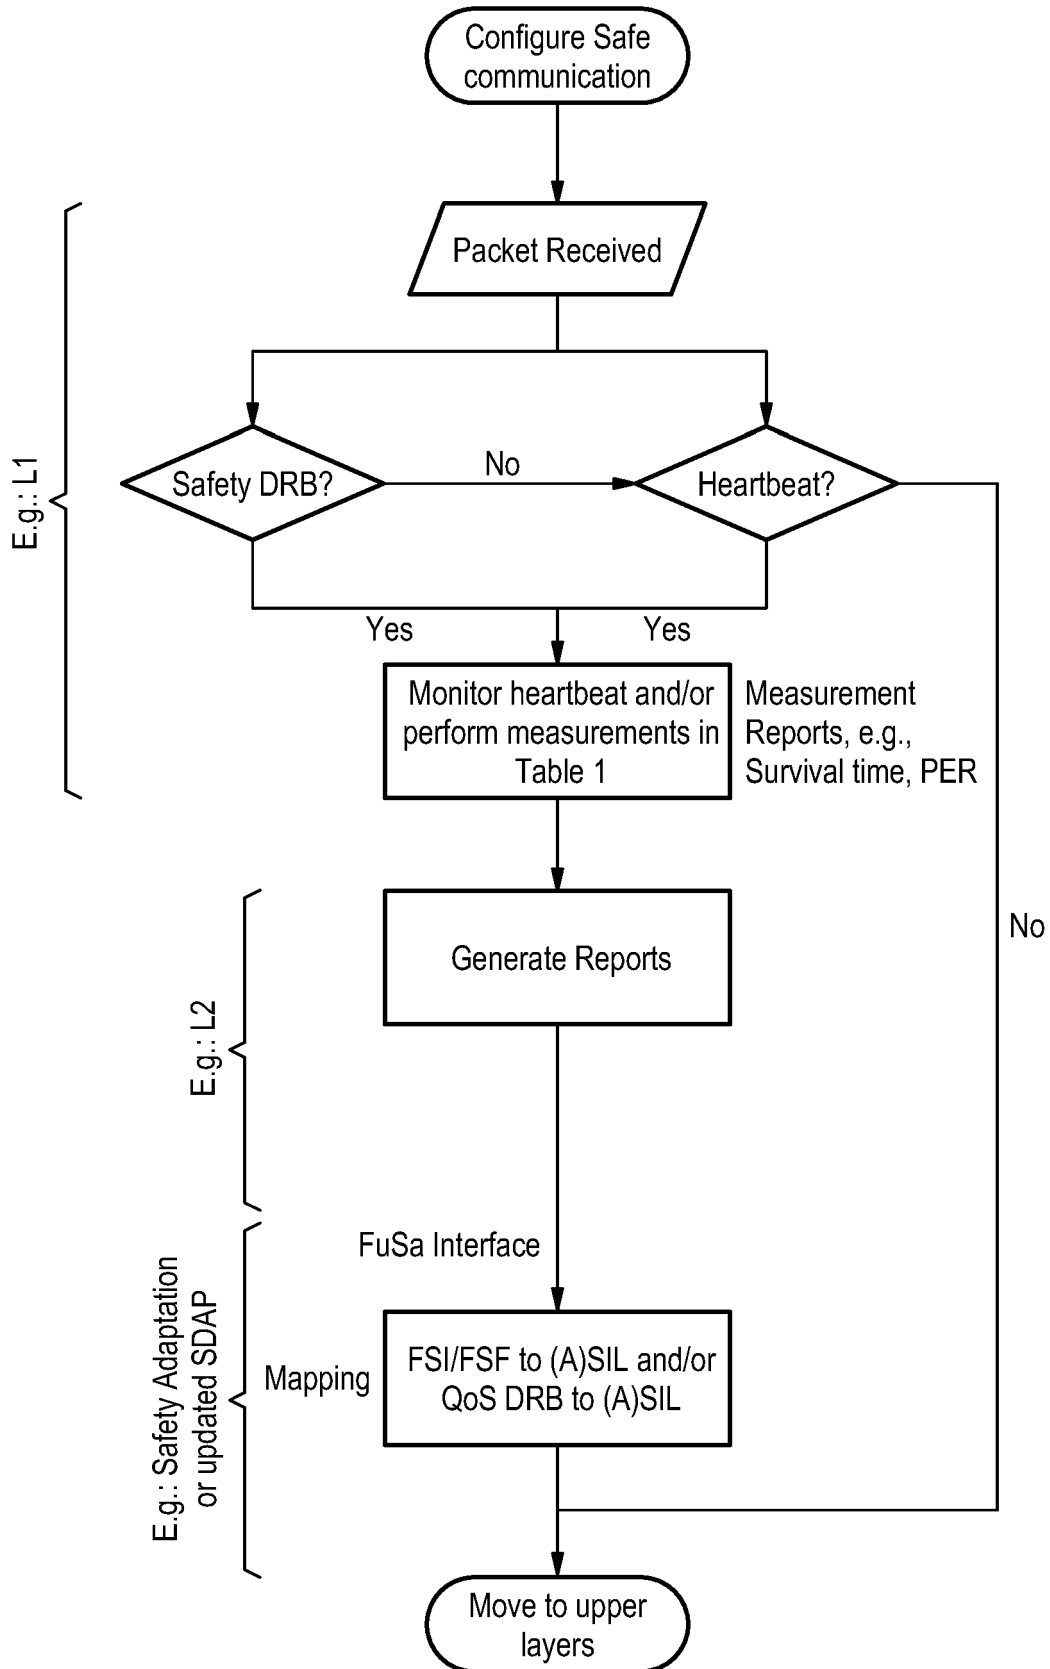 Configure Safe
communication
Packet Received
E.g.: L1
Safety DRB?
No
Heartbeat?
Yes
Yes
Monitor heartbeat and/or
perform measurements in
Table 1
Measurement
Reports, e.g.,
Survival time, PER
Generate Reports
No
E.g.: L2
FuSa Interface
E.g.: Safety Adaptation
or updated SDAP
Mapping
FSI/FSF to (A)SIL and/or
QoS DRB to (A)SIL
Move to upper
layers